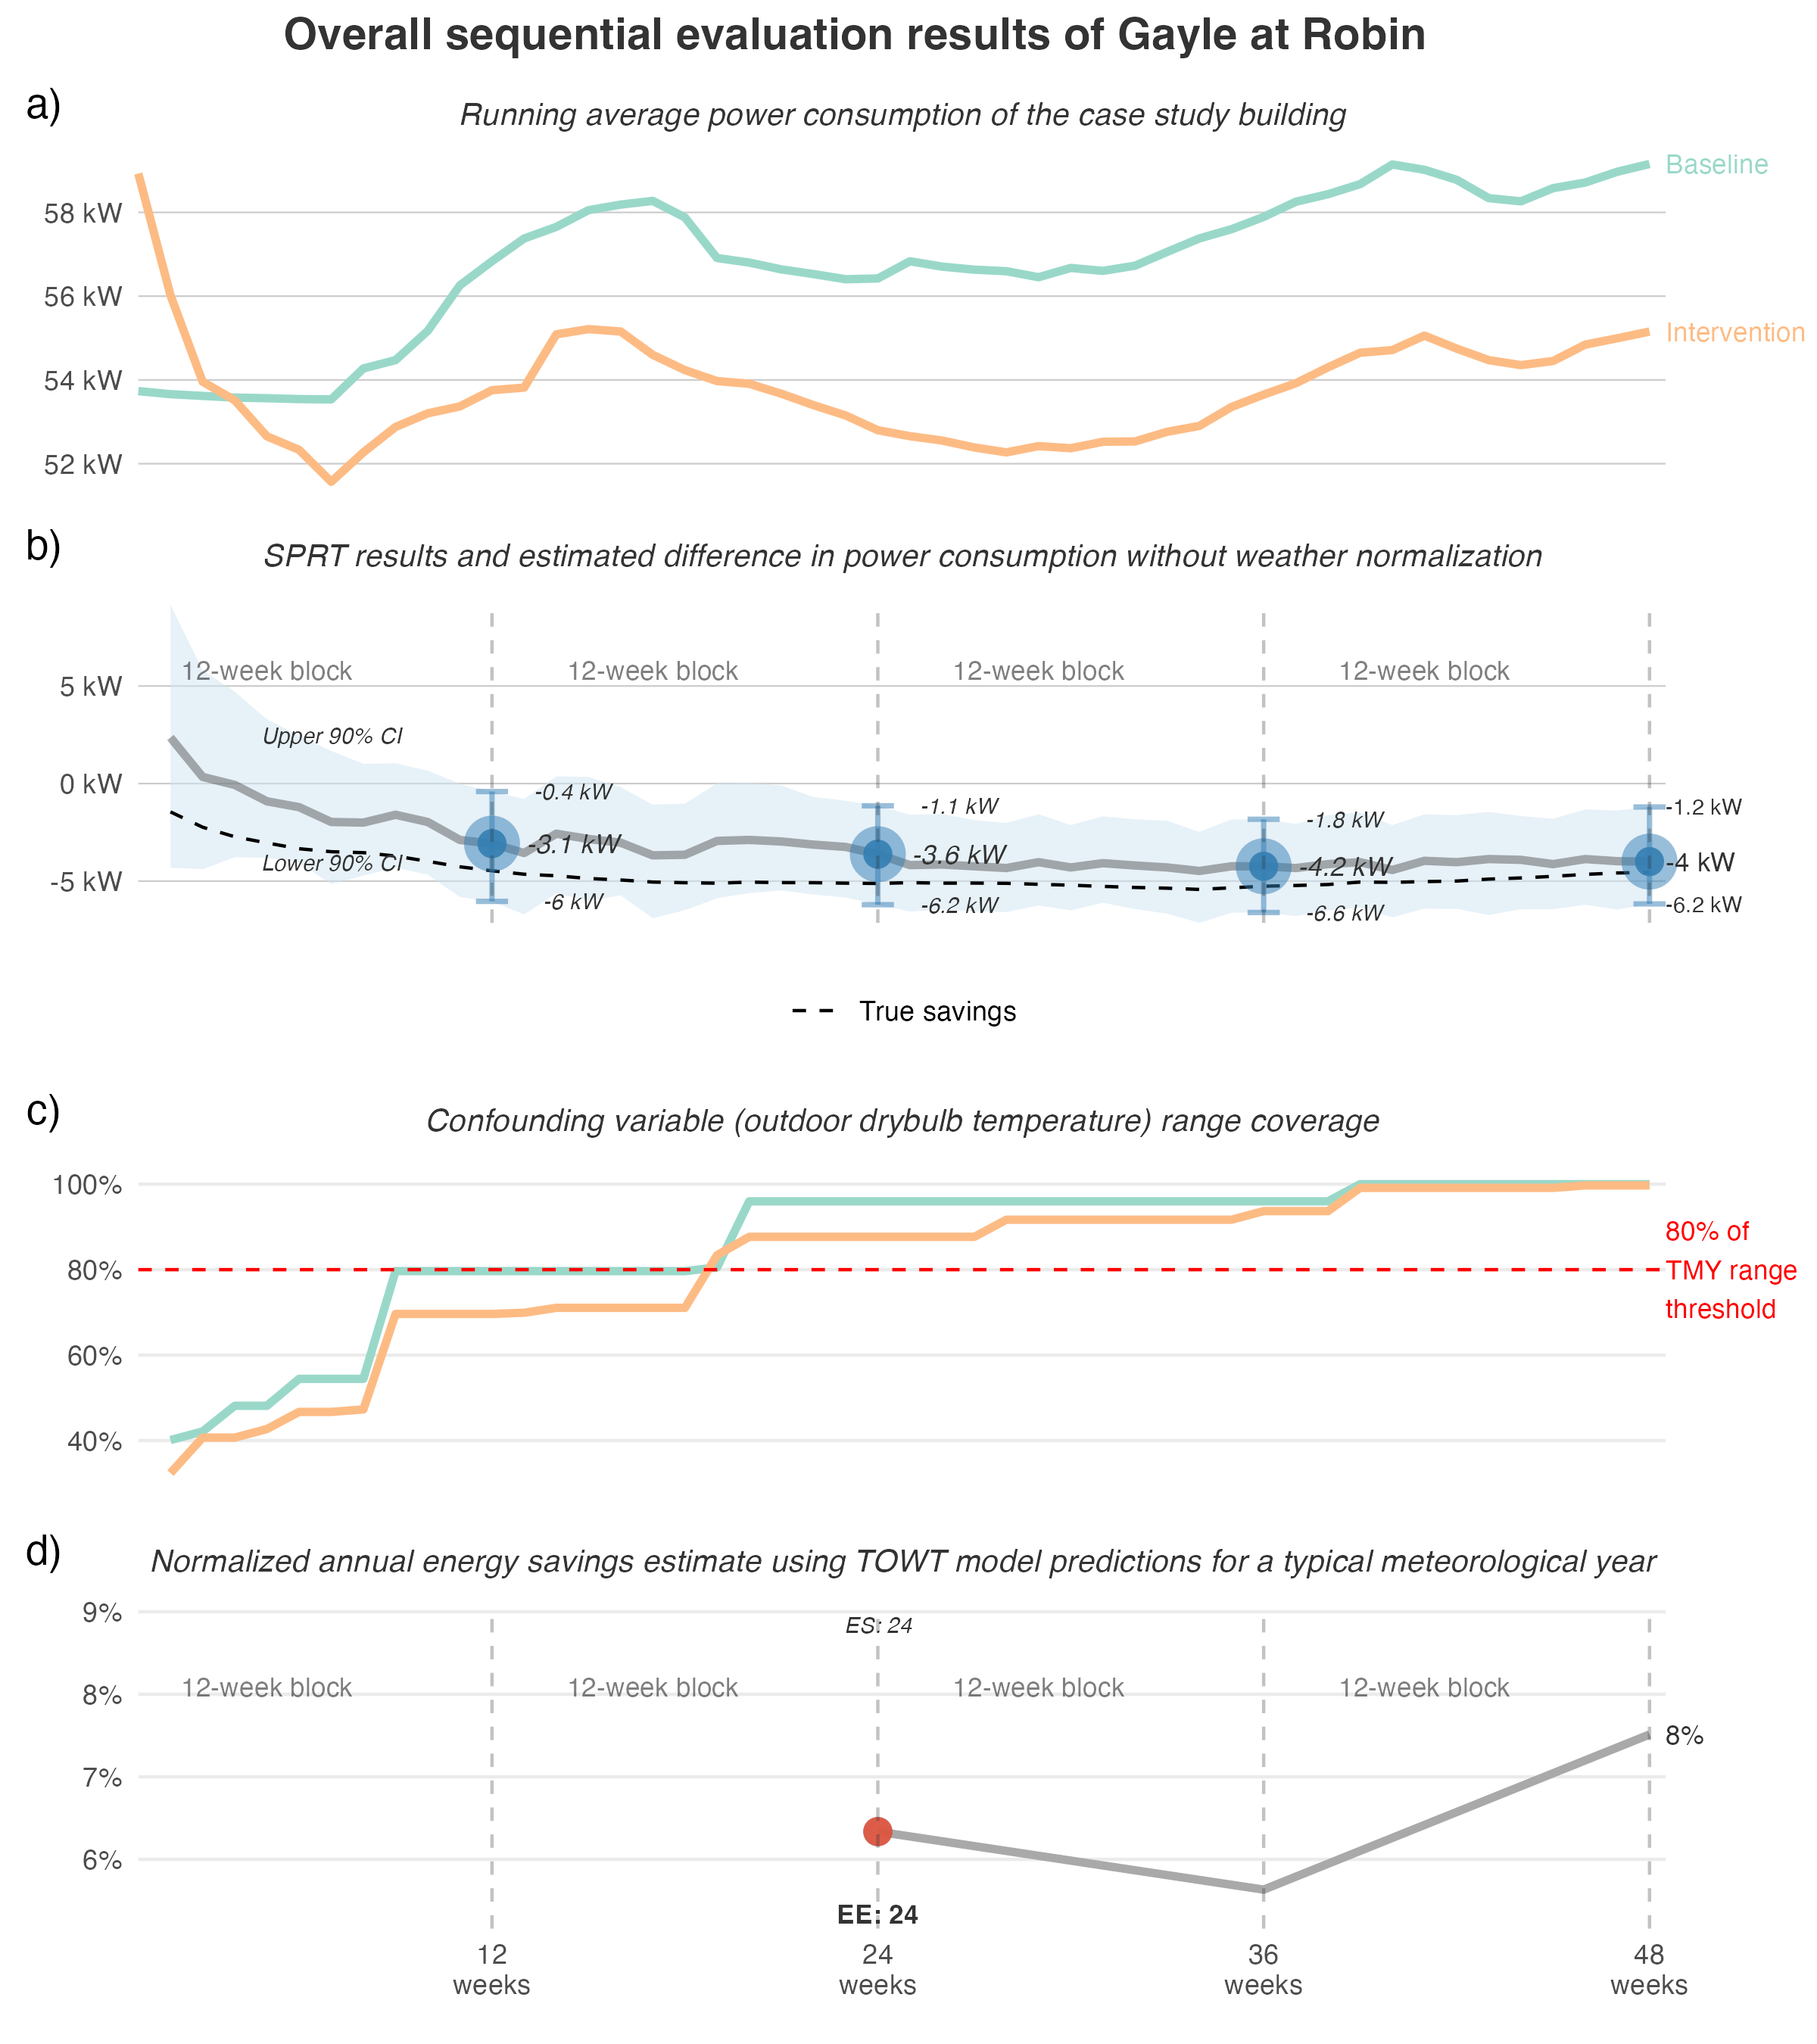 Overall sequential evaluation results of Gayle at Robin
a)
Running average power consumption of the case study building
Baseline
58 kW
56 kW
Intervention
54 kW
52 kW
b)
SPRT results and estimated difference in power consumption without weather normalization
12-week block 12-week block 12-week block 12-week block
5 kW
Upper 90% CI
0 kW
-0.4 kW -1.1 kW -1.8 kW -1.2 kW
-3.1 kW -3.6 kW -4.2 kW -4 kW
Lower 90% CI
-5 kW
-6 kW -6.2 kW -6.6 kW -6.2 kW
True savings
c)
Confounding variable (outdoor drybulb temperature) range coverage
100%
80%
60%
40%
80% of
TMY range
threshold
d)
Normalized annual energy savings estimate using TOWT model predictions for a typical meteorological year
9%
ES: 24
12-week block 12-week block 12-week block 12-week block
8%
8%
7%
6%
EE: 24
12 24 36 48
weeks weeks weeks weeks